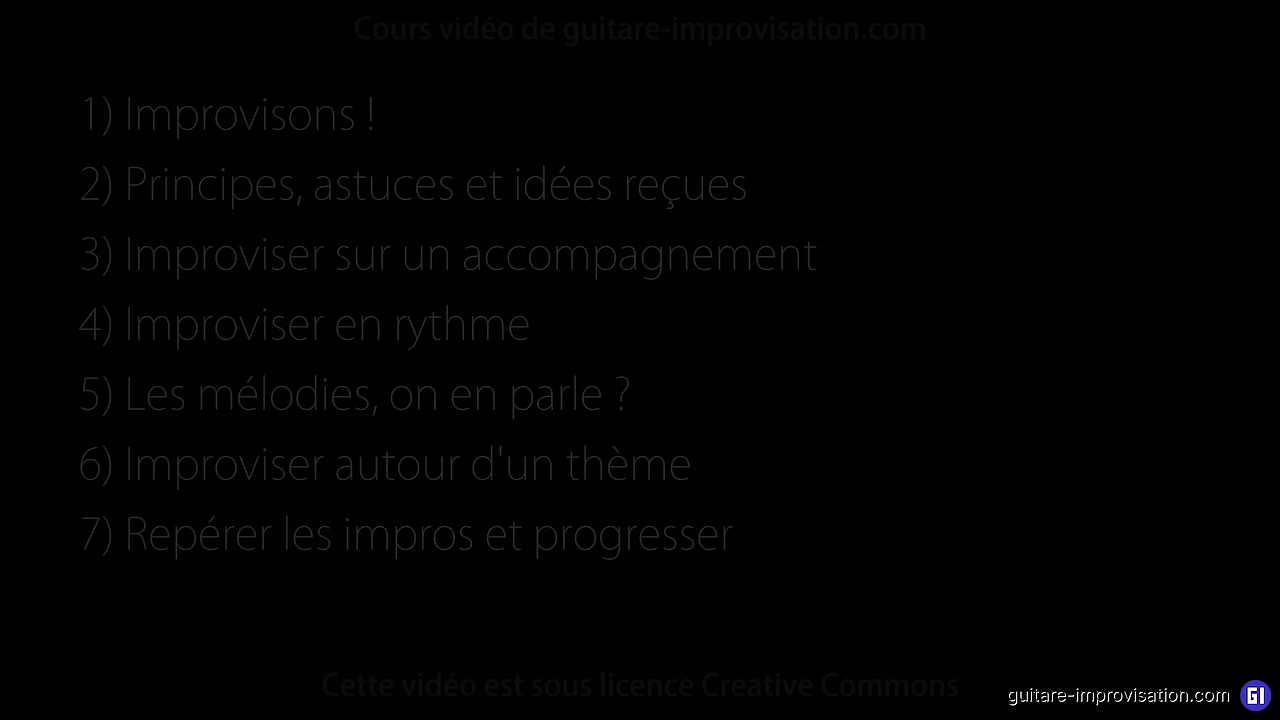 Cours vidéo de guitare-improvisation.com
1) Improvisons !
2) Principes, astuces et idées reçues
3) Improviser sur un accompagnement
4) Improviser en rythme
5) Les mélodies, on en parle ?
6) Improviser autour d'un thème
7) Repérer les impros et progresser
Cette vidéo est sous licence Creative Commons
guitare-improvisation.com GI